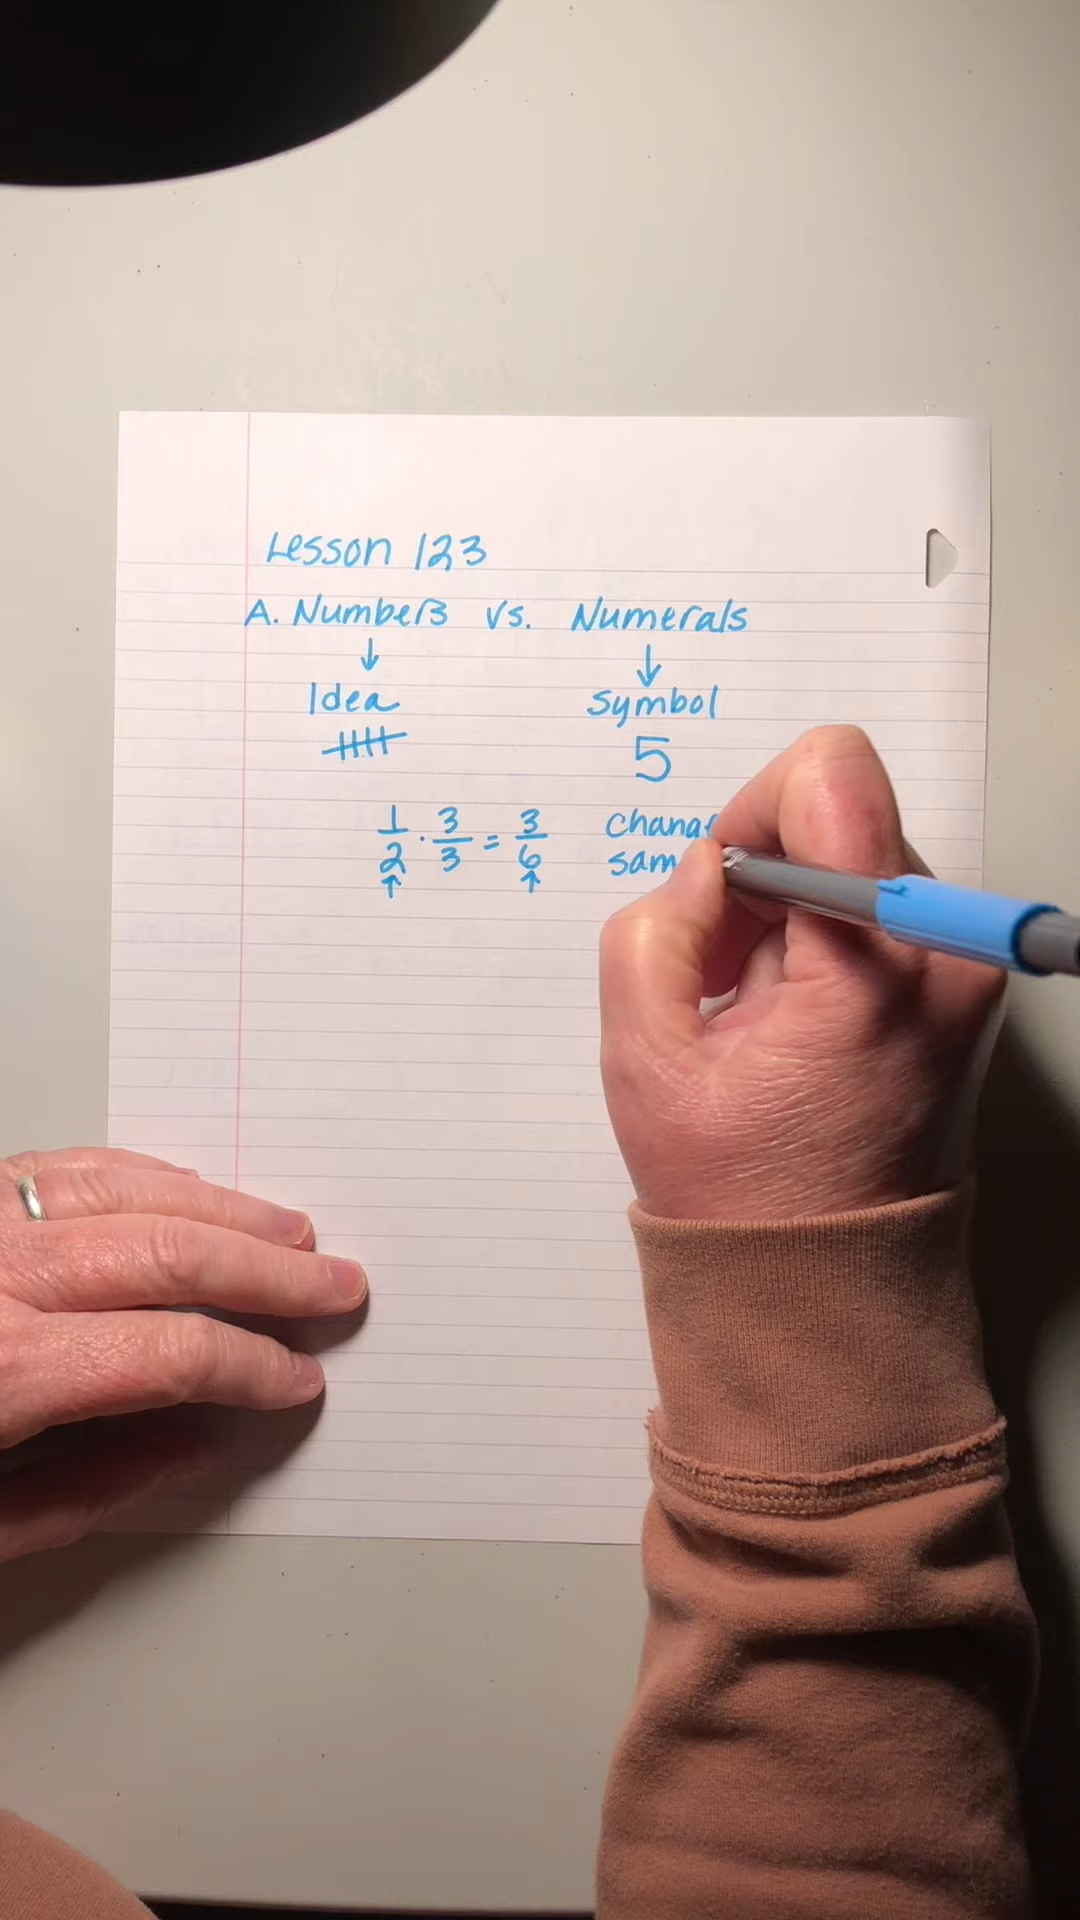 Lesson 123
A. Numbers vs. Numerals
↓ ↓
Idea Symbol
5
1/2 · 3/3 = 3/6
↑ ↑